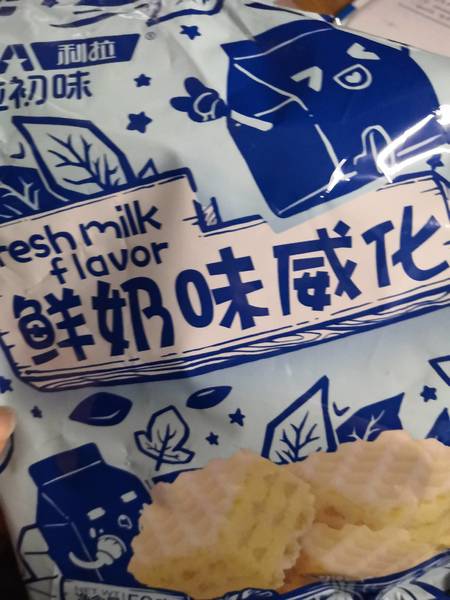 利拉
初味
resh milk
flavor
鲜奶味威化